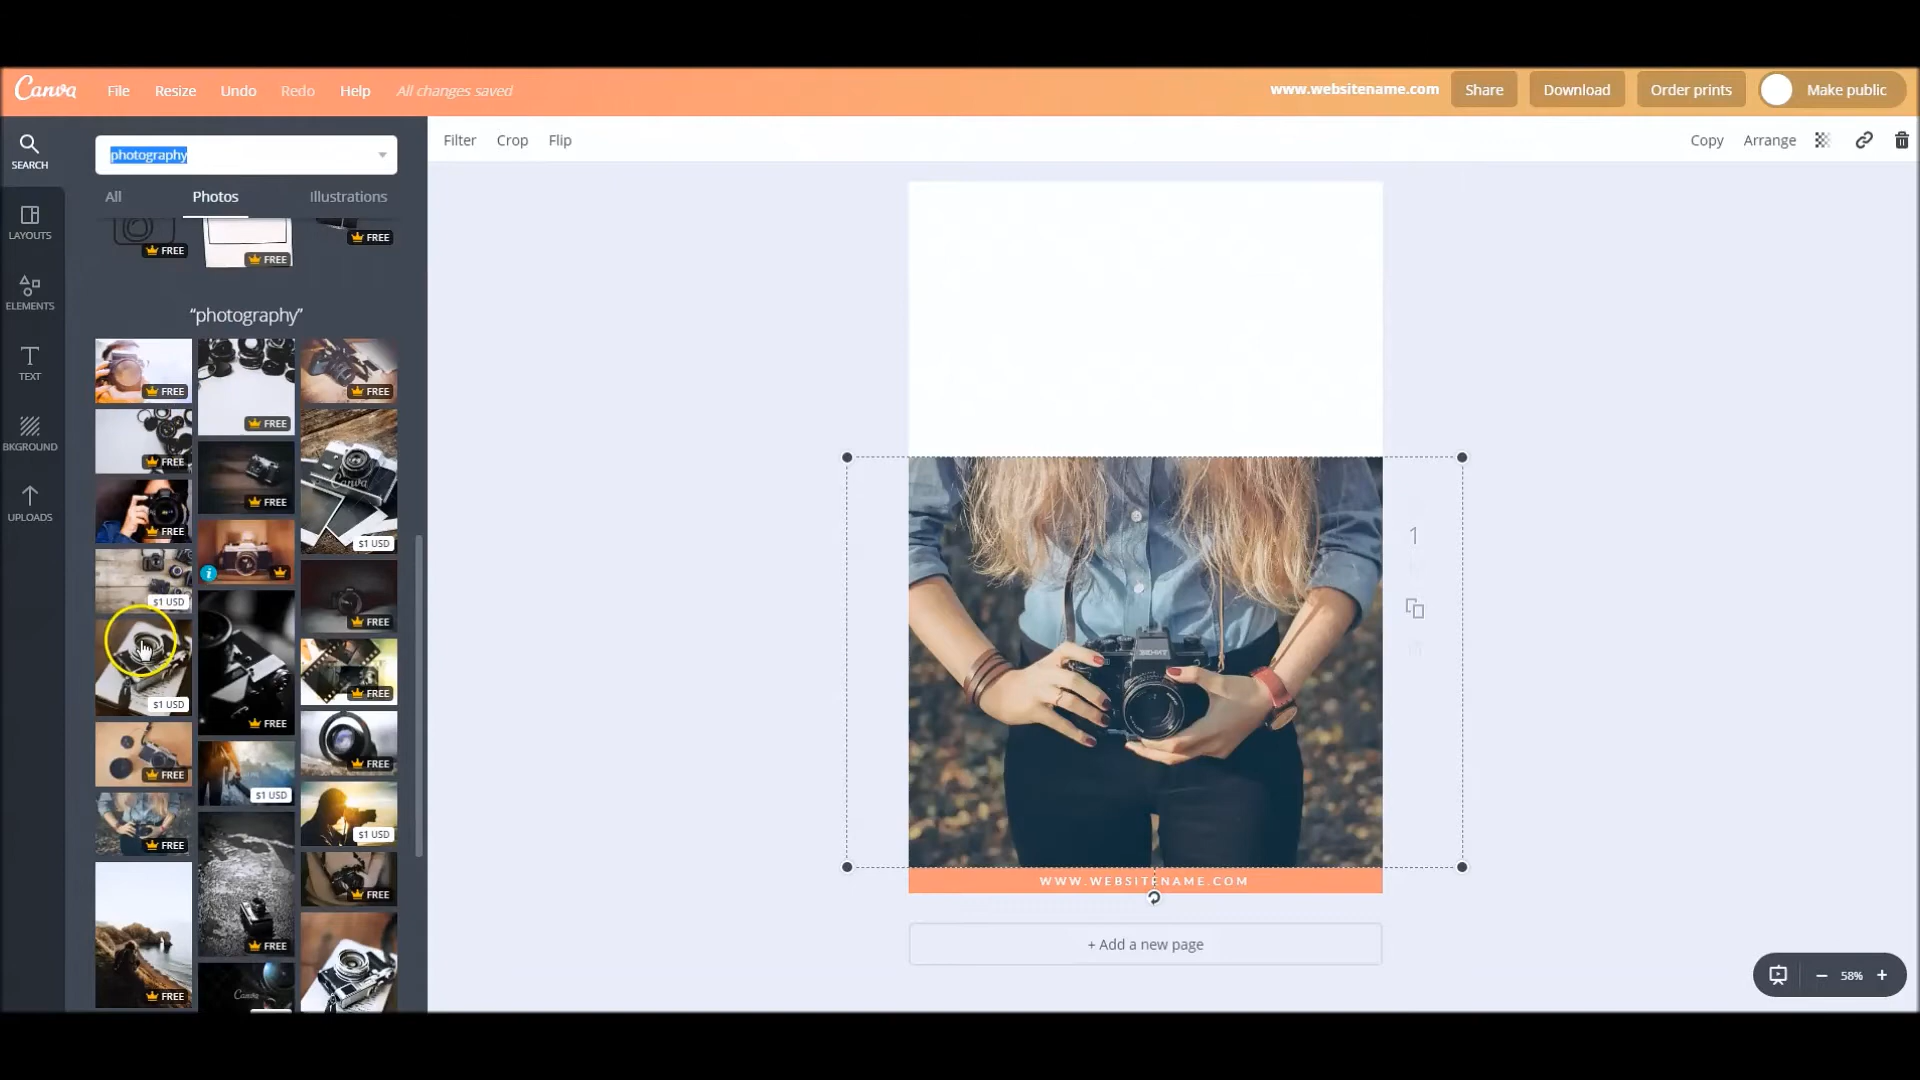 Canva
File
Resize
Undo
Redo
Help
All changes saved
www.websitename.com
Share
Download
Order prints
Make public
SEARCH
LAYOUTS
ELEMENTS
TEXT
BKGROUND
UPLOADS
photography
All
Photos
Illustrations
Filter
Crop
Flip
Copy
Arrange
FREE
FREE
FREE
“photography”
FREE
FREE
FREE
FREE
FREE
FREE
Canva
$1 USD
i
$1 USD
FREE
$1 USD
FREE
FREE
FREE
FREE
$1 USD
$1 USD
FREE
FREE
FREE
FREE
Canva
1
WWW.WEBSITENAME.COM
+ Add a new page
58%